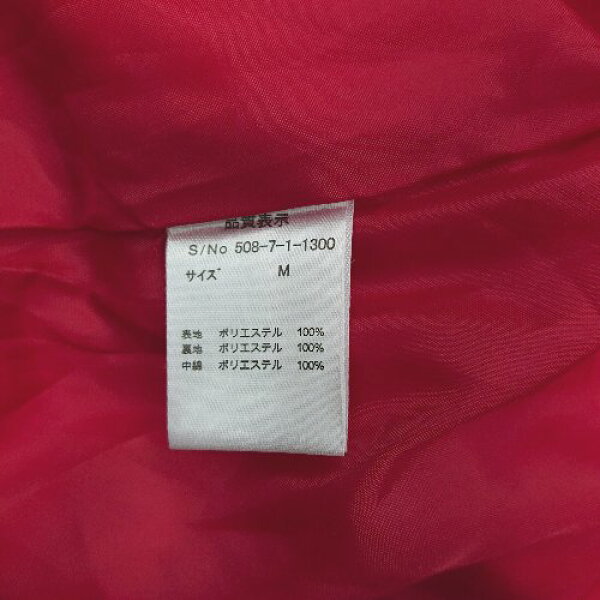 品質表示
S/No 508-7-1-1300
サイズ M
表地 ポリエステル 100%
裏地 ポリエステル 100%
中綿 ポリエステル 100%